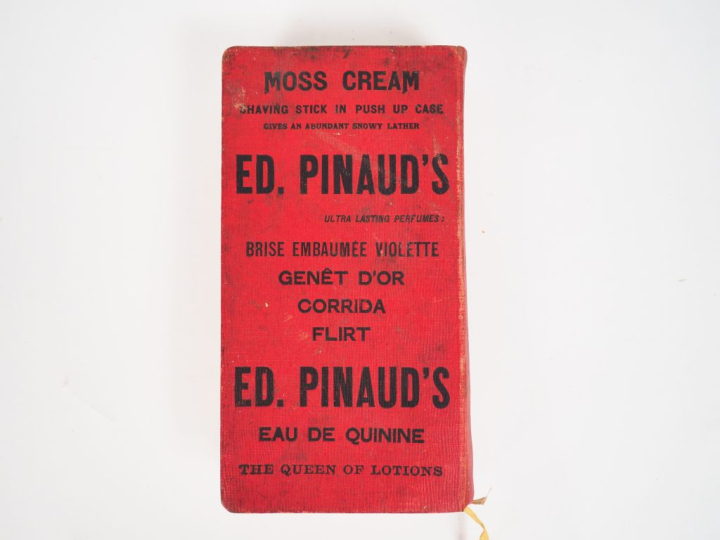 MOSS CREAM
SHAVING STICK IN PUSH UP CASE
GIVES AN ABUNDANT SNOWY LATHER
ED. PINAUD'S
ULTRA LASTING PERFUMES:
BRISE EMBAUMÉE VIOLETTE
GENÊT D'OR
CORRIDA
FLIRT
ED. PINAUD'S
EAU DE QUININE
THE QUEEN OF LOTIONS